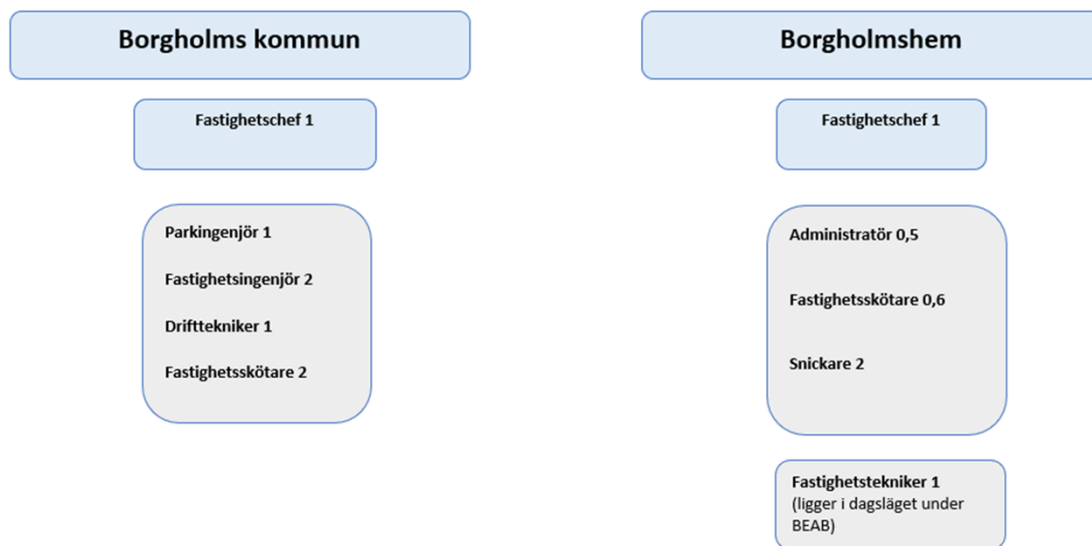 Borgholms kommun
Fastighetschef 1
Parkingenjör 1
Fastighetsingenjör 2
Drifttekniker 1
Fastighetsskötare 2
Borgholmshem
Fastighetschef 1
Administratör 0,5
Fastighetsskötare 0,6
Snickare 2
Fastighetstekniker 1
(ligger i dagsläget under
BEAB)